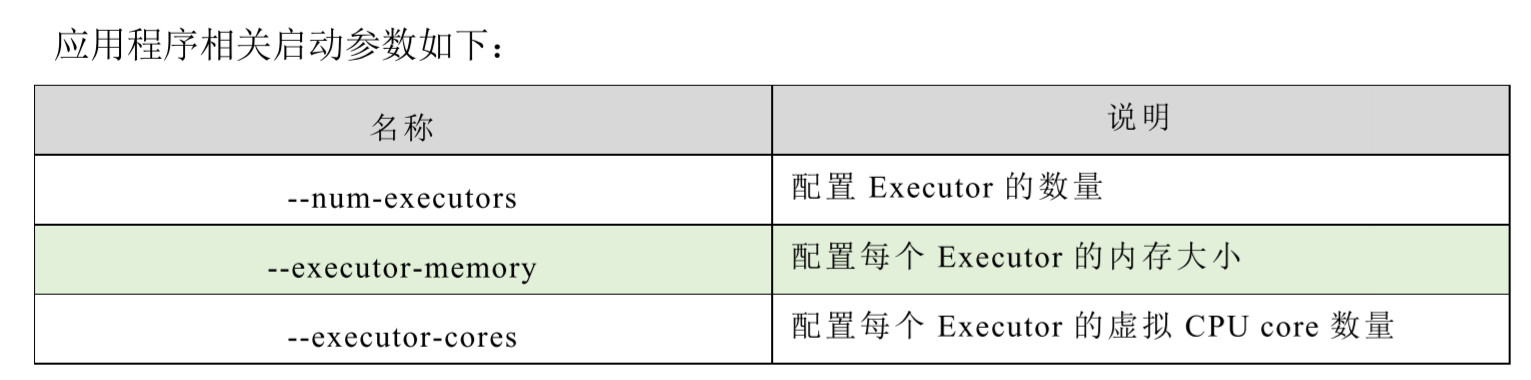 应用程序相关启动参数如下：
名称 说明
--num-executors 配置 Executor 的数量
--executor-memory 配置每个 Executor 的内存大小
--executor-cores 配置每个 Executor 的虚拟 CPU core 数量